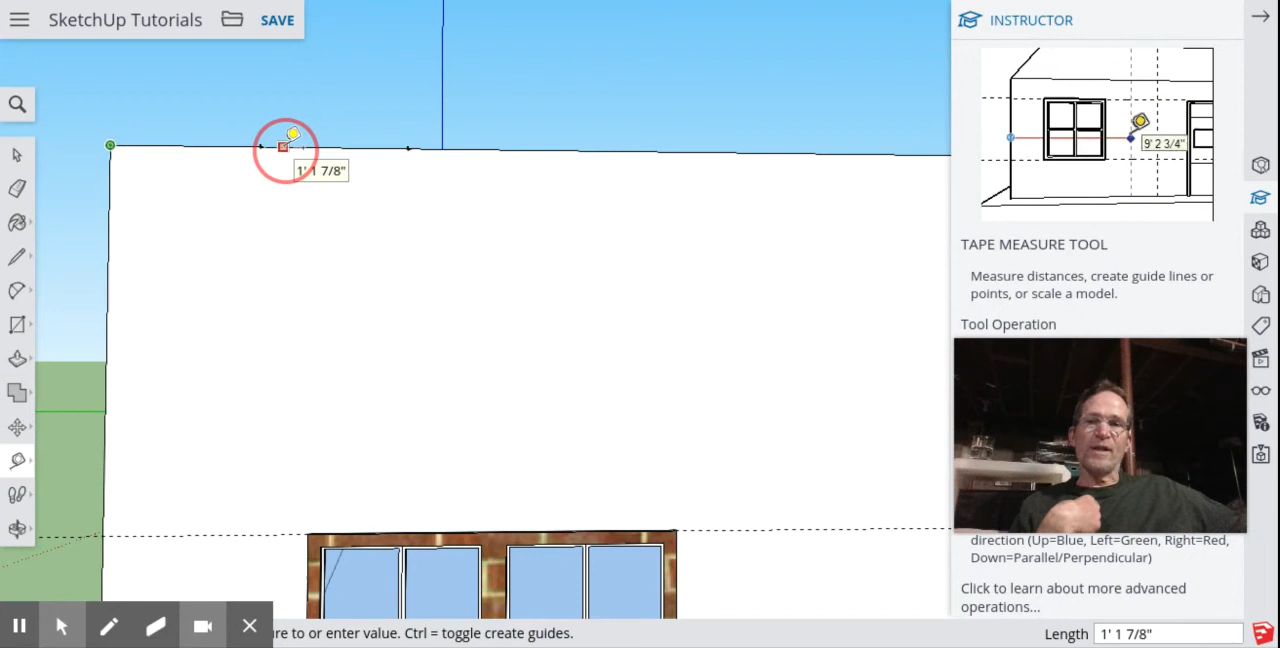 SketchUp Tutorials
SAVE
INSTRUCTOR
1' 1 7/8"
9' 2 3/4"
TAPE MEASURE TOOL
Measure distances, create guide lines or
points, or scale a model.
Tool Operation
direction (Up=Blue, Left=Green, Right=Red,
Down=Parallel/Perpendicular)
Click to learn about more advanced
operations...
re to or enter value. Ctrl = toggle create guides.
Length
1' 1 7/8"